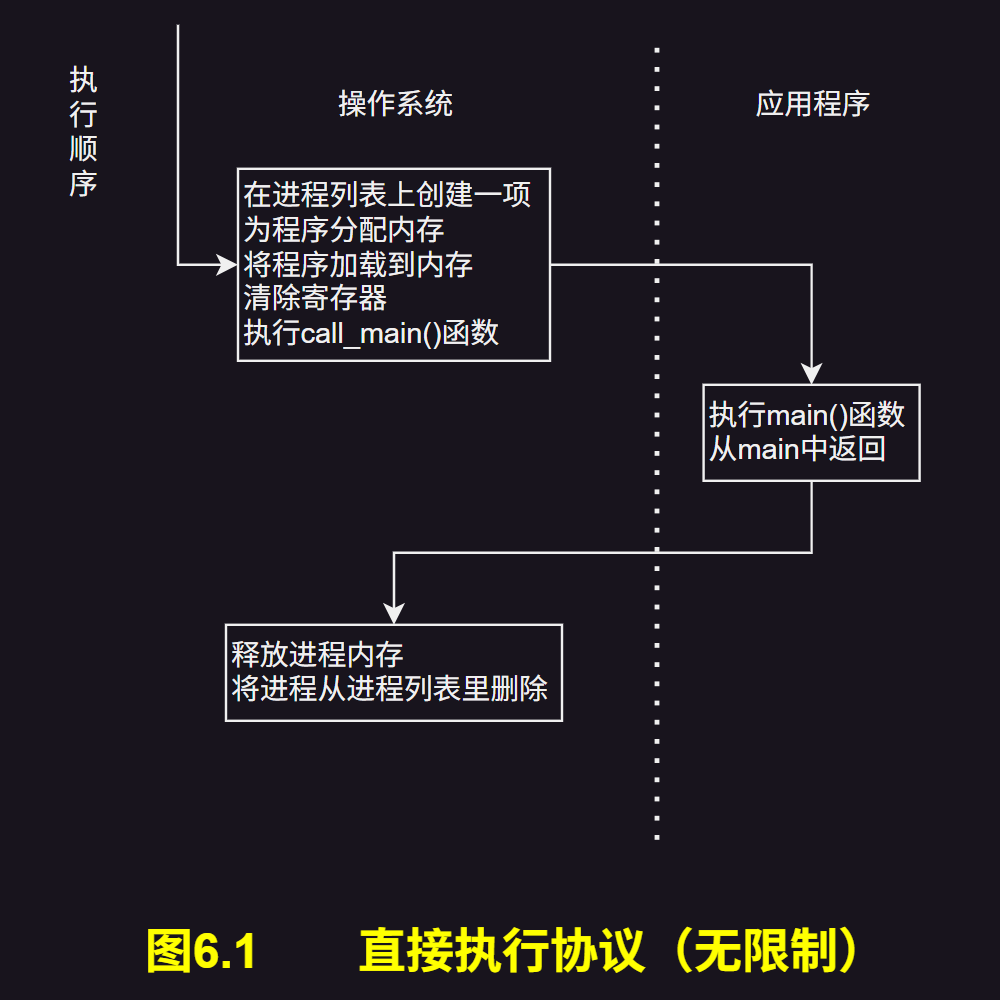 执行顺序
操作系统
应用程序
在进程列表上创建一项
为程序分配内存
将程序加载到内存
清除寄存器
执行call_main()函数
执行main()函数
从main中返回
释放进程内存
将进程从进程列表里删除
图6.1 直接执行协议（无限制）